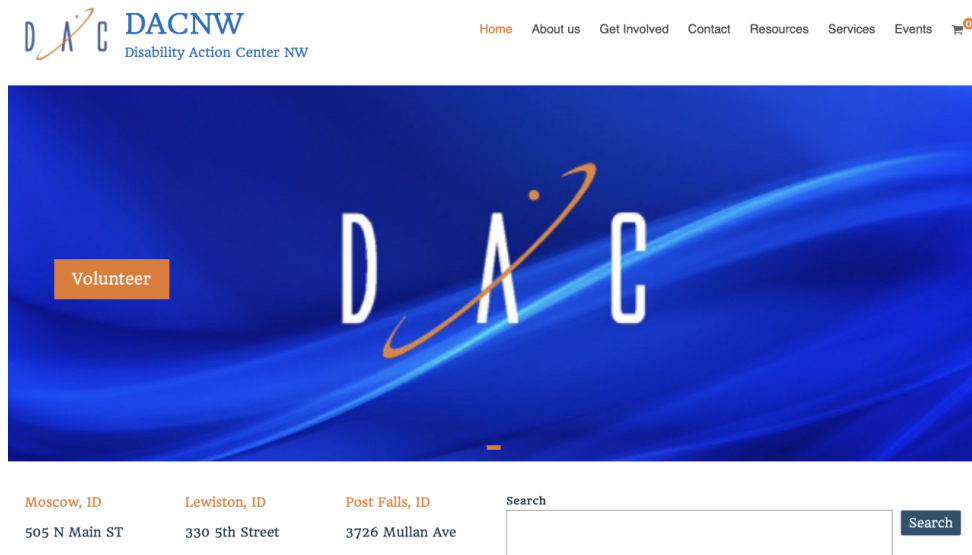 DAC
DACNW
Disability Action Center NW
Home About us Get Involved Contact Resources Services Events 0
Volunteer
DAC
Moscow, ID
505 N Main ST
Lewiston, ID
330 5th Street
Post Falls, ID
3726 Mullan Ave
Search
Search